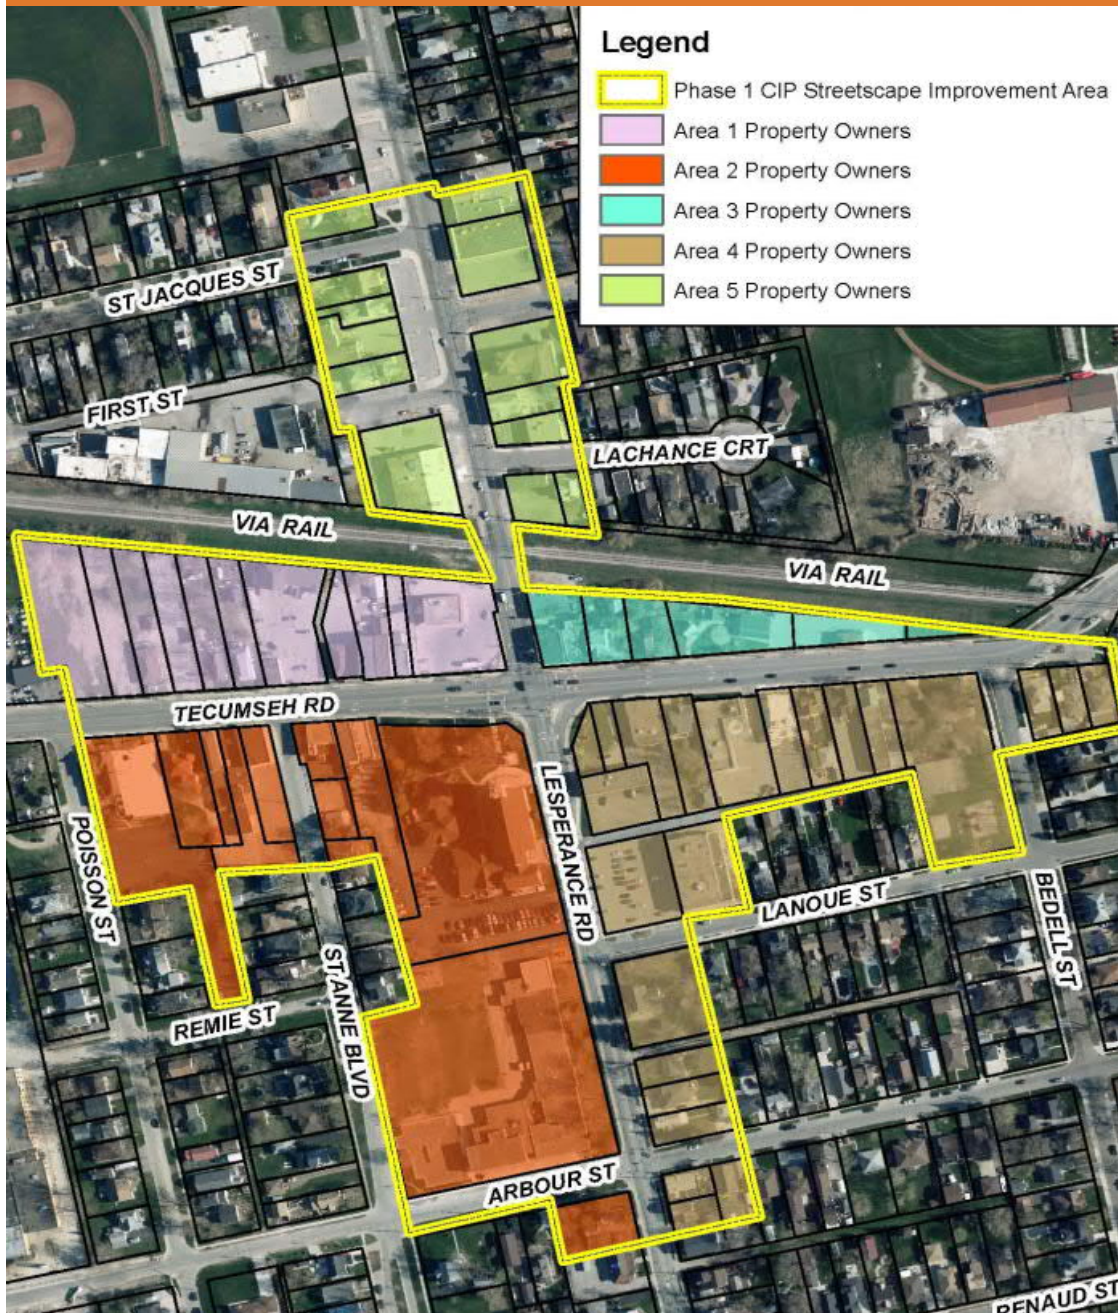 Legend
Phase 1 CIP Streetscape Improvement Area
Area 1 Property Owners
Area 2 Property Owners
Area 3 Property Owners
Area 4 Property Owners
Area 5 Property Owners
ST JACQUES ST
FIRST ST
LACHANCE CRT
VIA RAIL
VIA RAIL
TECUMSEH RD
LESPERANCE RD
POISSON ST
LANOUE ST
BEDELL ST
ST. ANNE BLVD
REMIE ST
ARBOUR ST
RENAUD ST